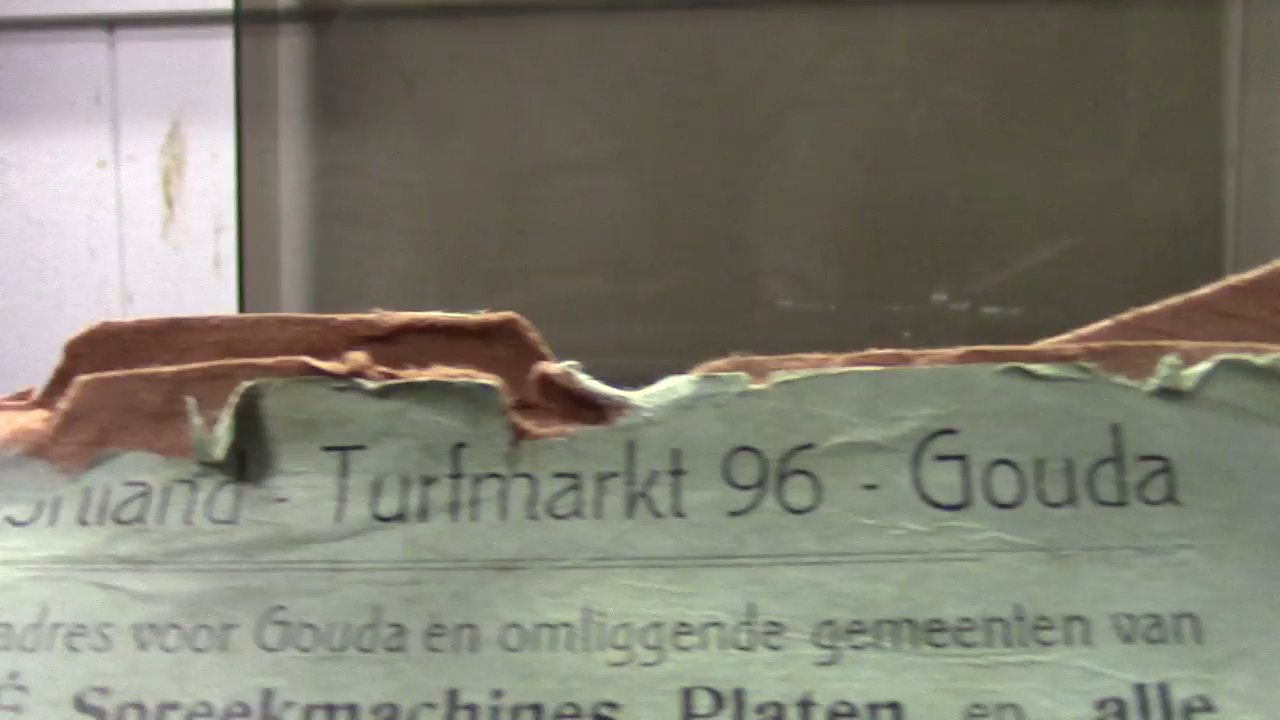 - Turfmarkt 96 - Gouda
adres voor Gouda en omliggende gemeenten van
Spreekmachines Platen en alle